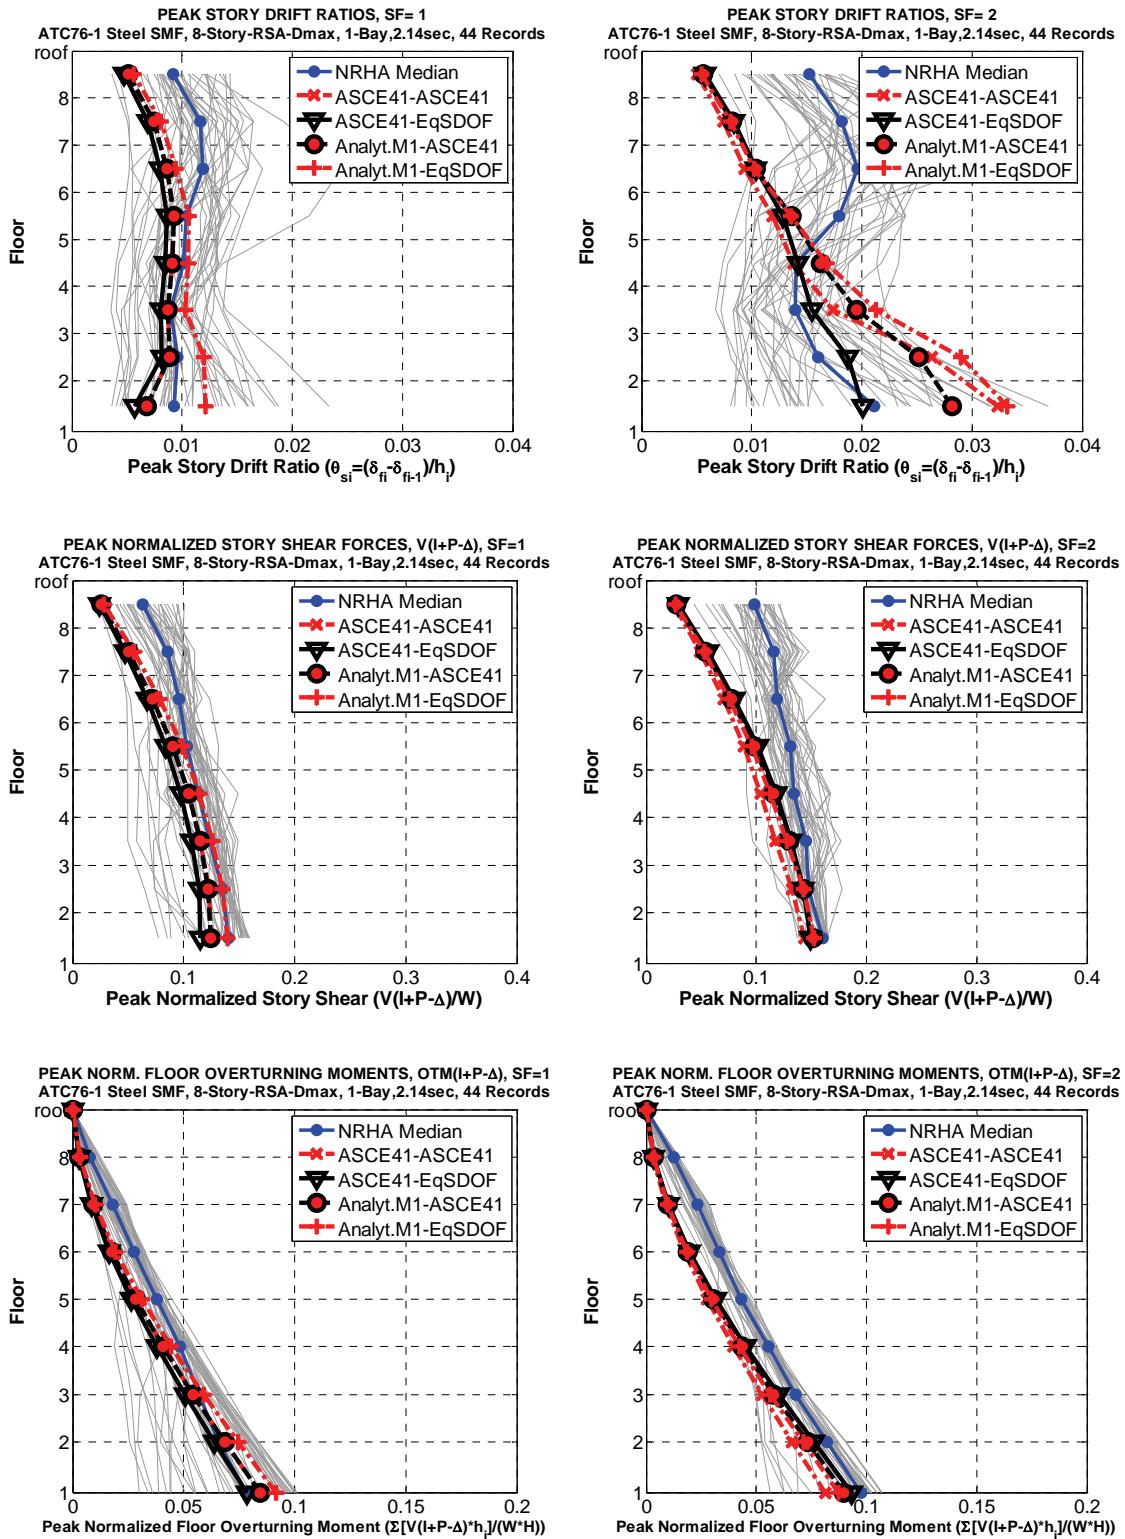 PEAK STORY DRIFT RATIOS, SF= 1
ATC76-1 Steel SMF, 8-Story-RSA-Dmax, 1-Bay,2.14sec, 44 Records
roof
8
7
6
5
4
3
2
1
Floor
NRHA Median
ASCE41-ASCE41
ASCE41-EqSDOF
Analyt.M1-ASCE41
Analyt.M1-EqSDOF
0 0.01 0.02 0.03 0.04
Peak Story Drift Ratio (θsi=(δfi-δfi-1)/hi)
PEAK STORY DRIFT RATIOS, SF= 2
ATC76-1 Steel SMF, 8-Story-RSA-Dmax, 1-Bay,2.14sec, 44 Records
roof
8
7
6
5
4
3
2
1
Floor
NRHA Median
ASCE41-ASCE41
ASCE41-EqSDOF
Analyt.M1-ASCE41
Analyt.M1-EqSDOF
0 0.01 0.02 0.03 0.04
Peak Story Drift Ratio (θsi=(δfi-δfi-1)/hi)
PEAK NORMALIZED STORY SHEAR FORCES, V(I+P-Δ), SF=1
ATC76-1 Steel SMF, 8-Story-RSA-Dmax, 1-Bay,2.14sec, 44 Records
roof
8
7
6
5
4
3
2
1
Floor
NRHA Median
ASCE41-ASCE41
ASCE41-EqSDOF
Analyt.M1-ASCE41
Analyt.M1-EqSDOF
0 0.1 0.2 0.3 0.4
Peak Normalized Story Shear (V(I+P-Δ)/W)
PEAK NORMALIZED STORY SHEAR FORCES, V(I+P-Δ), SF=2
ATC76-1 Steel SMF, 8-Story-RSA-Dmax, 1-Bay,2.14sec, 44 Records
roof
8
7
6
5
4
3
2
1
Floor
NRHA Median
ASCE41-ASCE41
ASCE41-EqSDOF
Analyt.M1-ASCE41
Analyt.M1-EqSDOF
0 0.1 0.2 0.3 0.4
Peak Normalized Story Shear (V(I+P-Δ)/W)
PEAK NORM. FLOOR OVERTURNING MOMENTS, OTM(I+P-Δ), SF=1
ATC76-1 Steel SMF, 8-Story-RSA-Dmax, 1-Bay,2.14sec, 44 Records
roof
8
7
6
5
4
3
2
1
Floor
NRHA Median
ASCE41-ASCE41
ASCE41-EqSDOF
Analyt.M1-ASCE41
Analyt.M1-EqSDOF
0 0.05 0.1 0.15 0.2
Peak Normalized Floor Overturning Moment (Σ[V(I+P-Δ)*hi]/(W*H))
PEAK NORM. FLOOR OVERTURNING MOMENTS, OTM(I+P-Δ), SF=2
ATC76-1 Steel SMF, 8-Story-RSA-Dmax, 1-Bay,2.14sec, 44 Records
roof
8
7
6
5
4
3
2
1
Floor
NRHA Median
ASCE41-ASCE41
ASCE41-EqSDOF
Analyt.M1-ASCE41
Analyt.M1-EqSDOF
0 0.05 0.1 0.15 0.2
Peak Normalized Floor Overturning Moment (Σ[V(I+P-Δ)*hi]/(W*H))